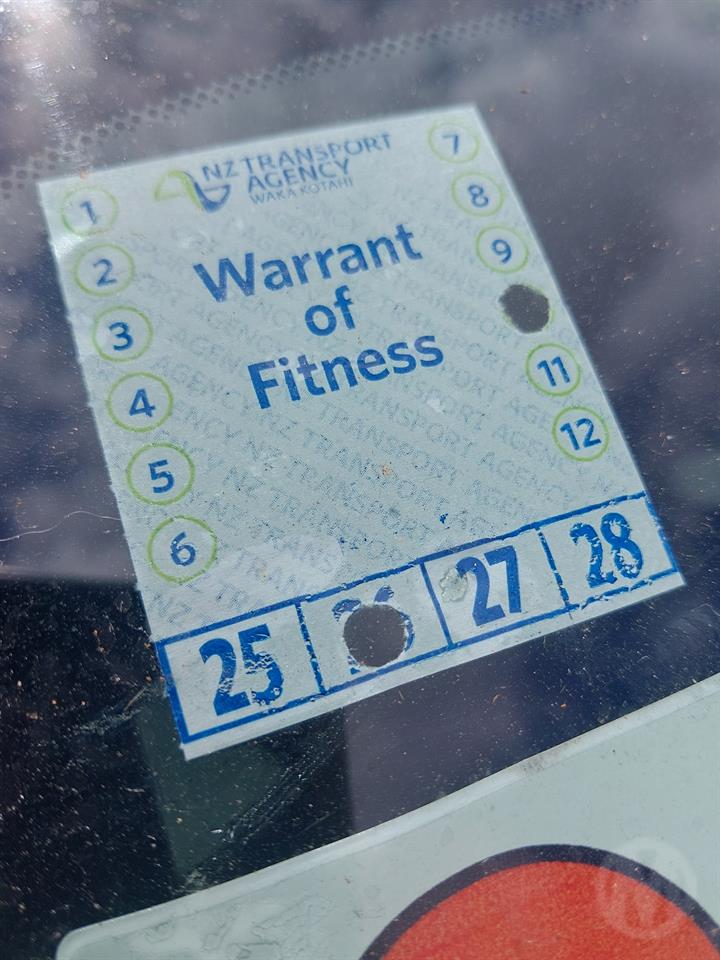 NZ TRANSPORT
AGENCY
WAKA KOTAHI
Warrant
of
Fitness
1
2
3
4
5
6
7
8
9
11
12
25
27
28